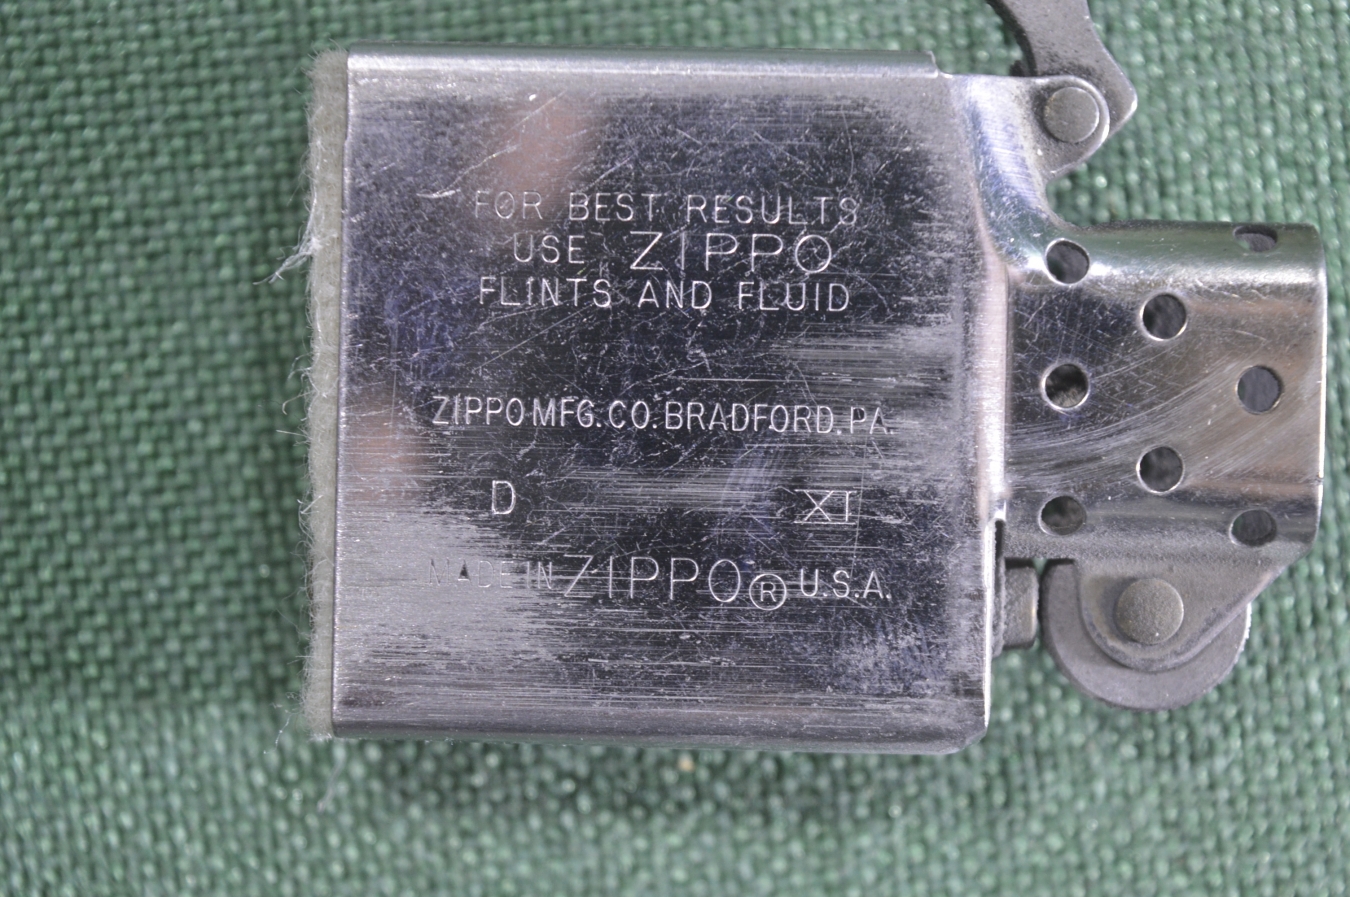 FOR BEST RESULTS
USE ZIPPO
FLINTS AND FLUID
ZIPPO MFG. CO. BRADFORD, PA.
D XI
MADE IN ZIPPO ® U.S.A.